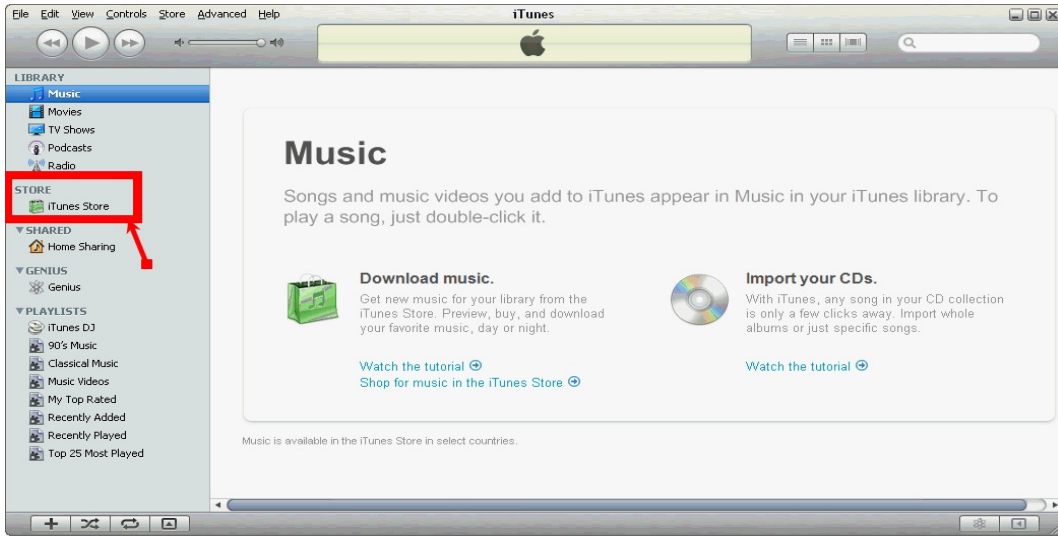 File Edit View Controls Store Advanced Help
iTunes
LIBRARY
Music
Movies
TV Shows
Podcasts
Radio
STORE
iTunes Store
SHARED
Home Sharing
GENIUS
Genius
PLAYLISTS
iTunes DJ
90's Music
Classical Music
Music Videos
My Top Rated
Recently Added
Recently Played
Top 25 Most Played
Music
Songs and music videos you add to iTunes appear in Music in your iTunes library. To
play a song, just double-click it.
Download music.
Get new music for your library from the
iTunes Store. Preview, buy, and download
your favorite music, day or night.
Watch the tutorial
Shop for music in the iTunes Store
Import your CDs.
With iTunes, any song in your CD collection
is only a few clicks away. Import whole
albums or just specific songs.
Watch the tutorial
Music is available in the iTunes Store in select countries.